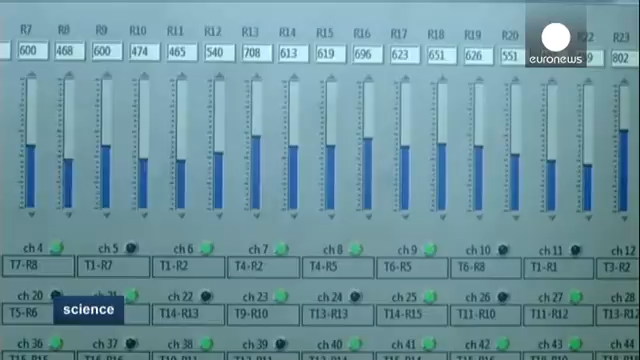 R7 R8 R9 R10 R11 R12 R13 R14 R15 R16 R17 R18 R19 R20 R22 R23
600 468 600 474 465 540 708 613 619 696 623 651 626 551 802
euronews
ch 4 ch 5 ch 6 ch 7 ch 8 ch 9 ch 10 ch 11 ch 12
T7-R8 T1-R7 T1-R2 T4-R2 T4-R5 T6-R5 T6-R8 T1-R1 T3-R2
ch 20 ch 22 ch 23 ch 24 ch 25 ch 26 ch 27 ch 28
T5-R6 T14-R13 T9-R10 T13-R13 T14-R15 T11-R10 T11-R12
science
ch 36 ch 37 ch 38 ch 39 ch 40 ch 41 ch 42 ch 43 ch 44